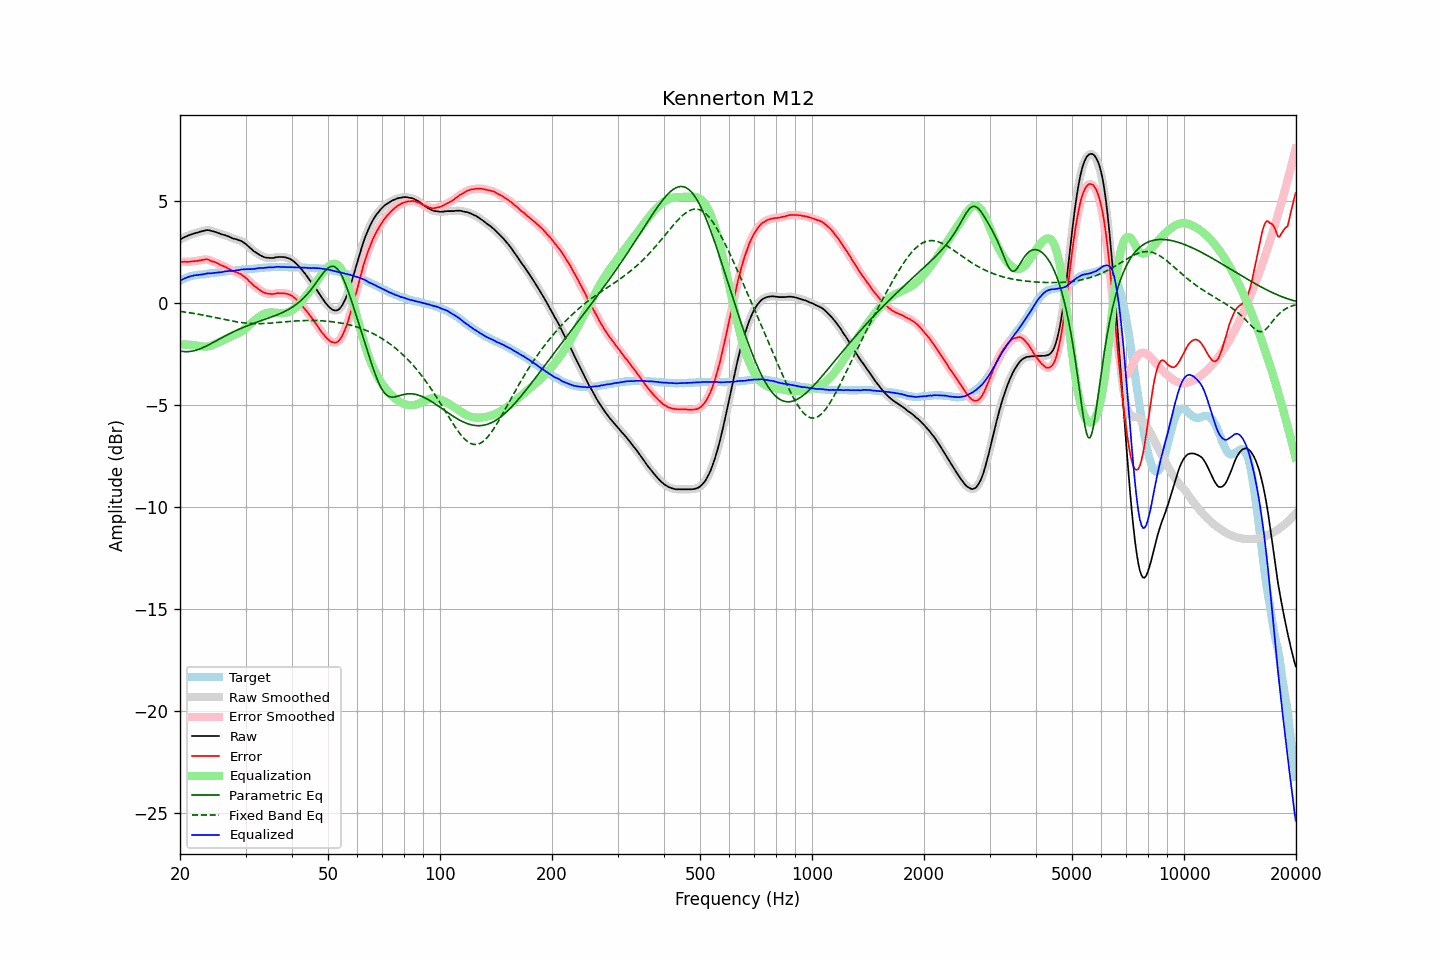 Kennerton M12
Amplitude (dBr)
5
0
−5
−10
−15
−20
−25
Target
Raw Smoothed
Error Smoothed
Raw
Error
Equalization
Parametric Eq
Fixed Band Eq
Equalized
20 50 100 200 500 1000 2000 5000 10000 20000
Frequency (Hz)